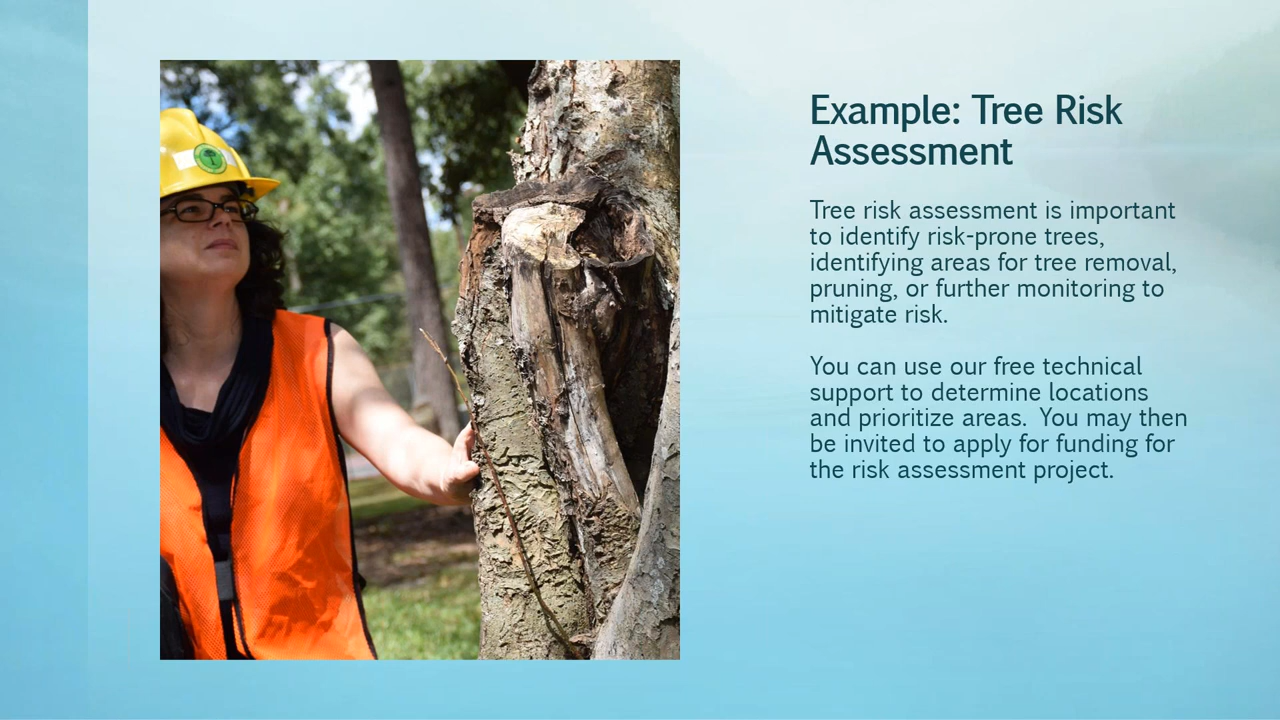 Example: Tree Risk
Assessment
Tree risk assessment is important
to identify risk-prone trees,
identifying areas for tree removal,
pruning, or further monitoring to
mitigate risk.
You can use our free technical
support to determine locations
and prioritize areas.  You may then
be invited to apply for funding for
the risk assessment project.